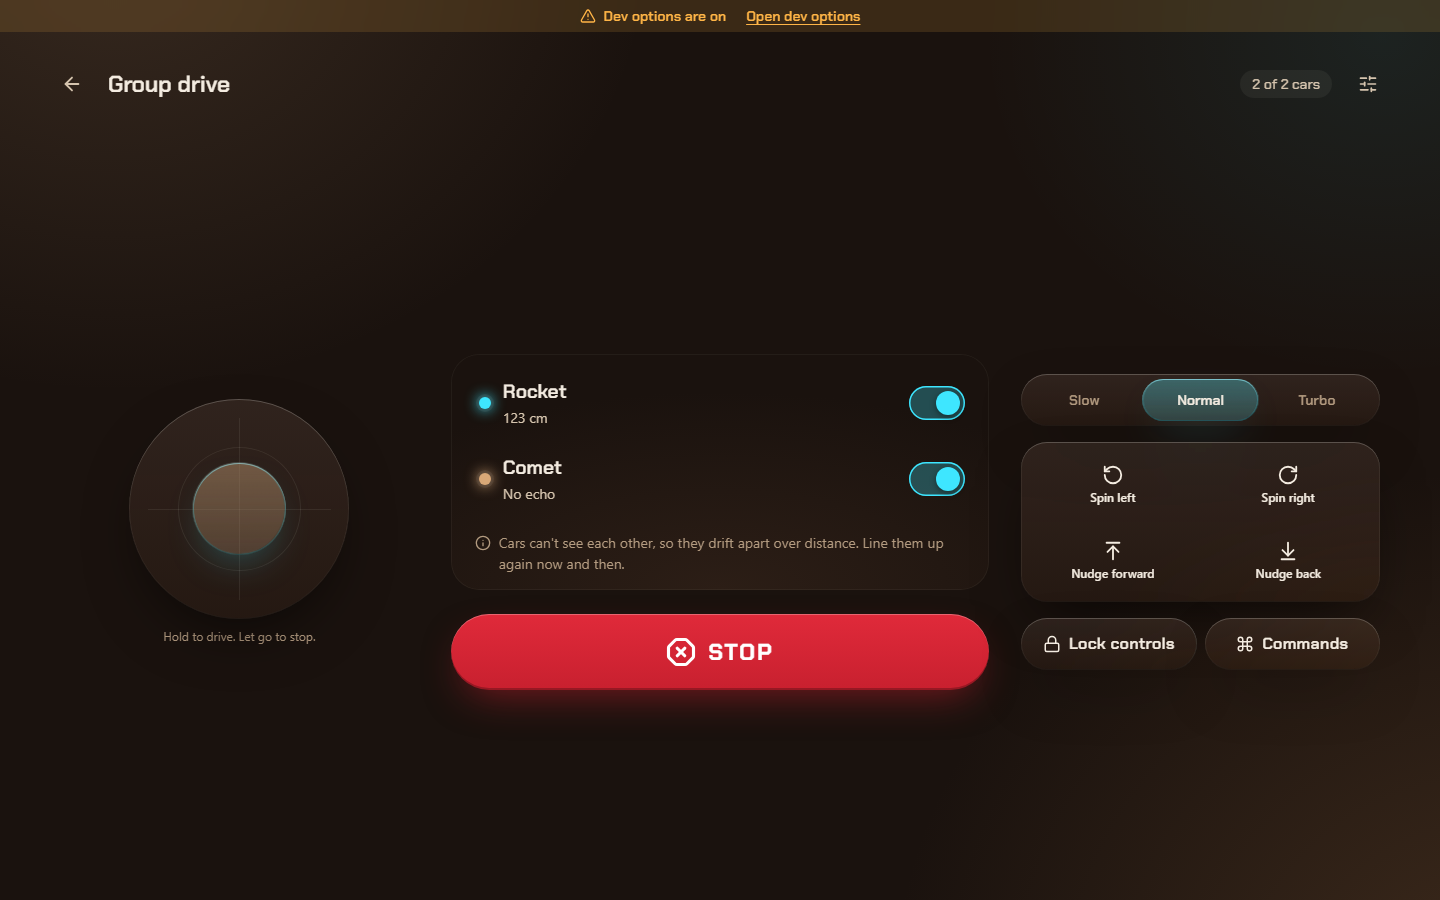 Dev options are on Open dev options
Group drive
2 of 2 cars
Rocket
123 cm
Comet
No echo
Cars can't see each other, so they drift apart over distance. Line them up
again now and then.
STOP
Hold to drive. Let go to stop.
Slow Normal Turbo
Spin left Spin right
Nudge forward Nudge back
Lock controls Commands